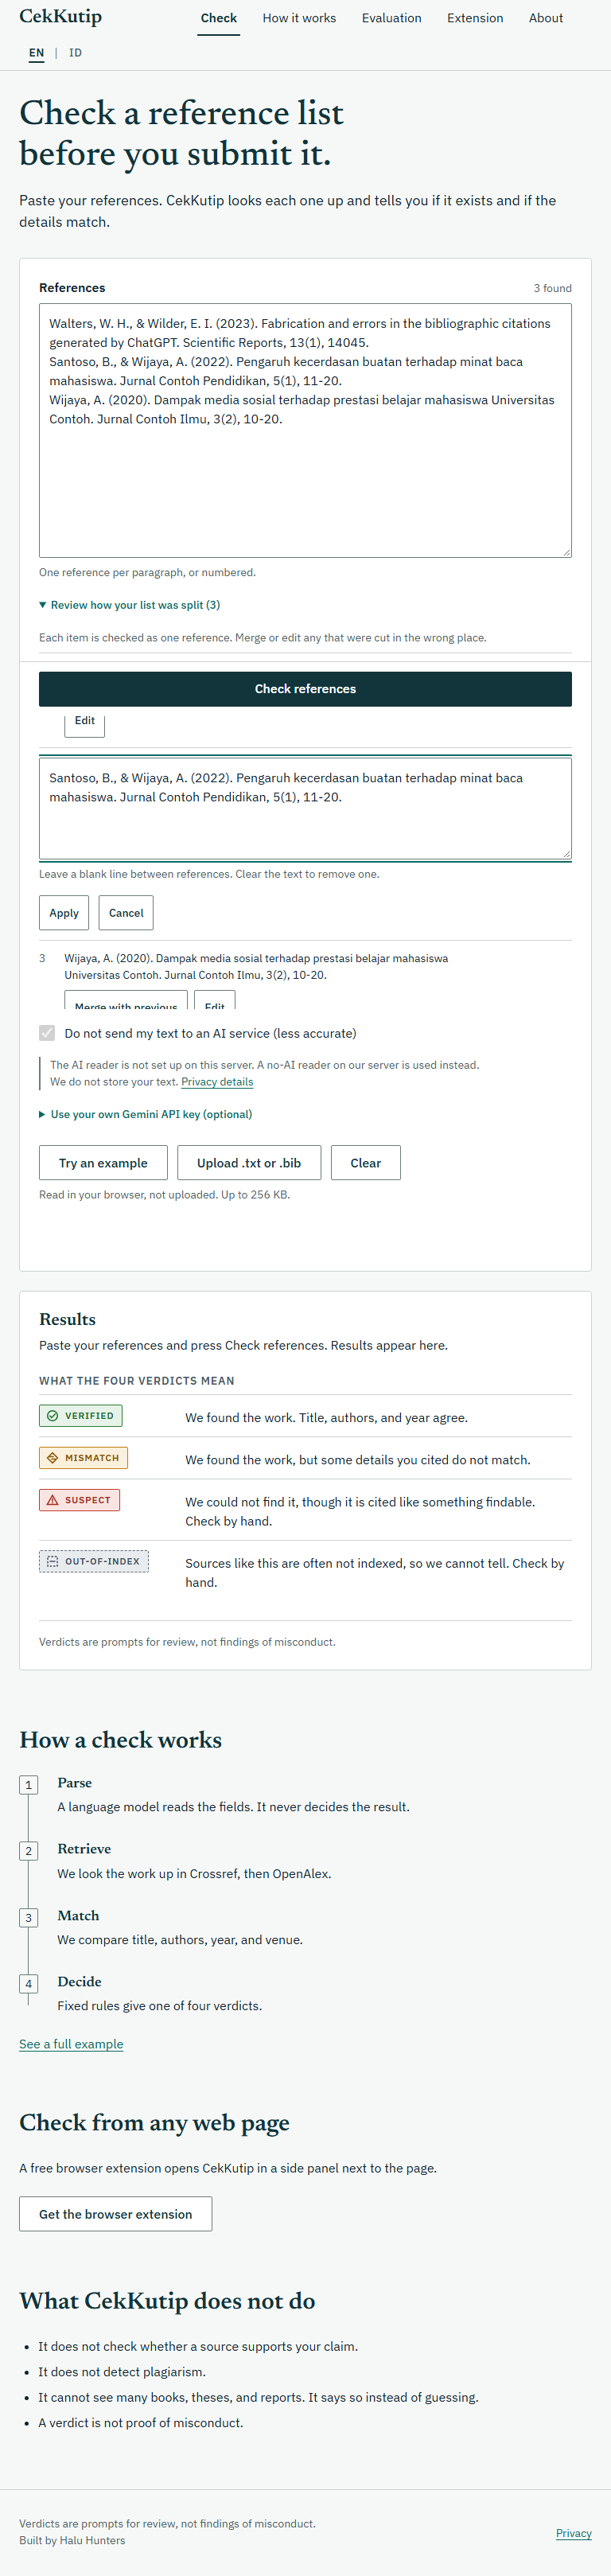 CekKutip
Check How it works Evaluation Extension About
EN | ID
Check a reference list
before you submit it.
Paste your references. CekKutip looks each one up and tells you if it exists and if the
details match.
References 3 found
Walters, W. H., & Wilder, E. I. (2023). Fabrication and errors in the bibliographic citations
generated by ChatGPT. Scientific Reports, 13(1), 14045.
Santoso, B., & Wijaya, A. (2022). Pengaruh kecerdasan buatan terhadap minat baca
mahasiswa. Jurnal Contoh Pendidikan, 5(1), 11-20.
Wijaya, A. (2020). Dampak media sosial terhadap prestasi belajar mahasiswa Universitas
Contoh. Jurnal Contoh Ilmu, 3(2), 10-20.
One reference per paragraph, or numbered.
Review how your list was split (3)
Each item is checked as one reference. Merge or edit any that were cut in the wrong place.
Check references
Edit
Santoso, B., & Wijaya, A. (2022). Pengaruh kecerdasan buatan terhadap minat baca
mahasiswa. Jurnal Contoh Pendidikan, 5(1), 11-20.
Leave a blank line between references. Clear the text to remove one.
Apply Cancel
3 Wijaya, A. (2020). Dampak media sosial terhadap prestasi belajar mahasiswa
Universitas Contoh. Jurnal Contoh Ilmu, 3(2), 10-20.
Merge with previous Edit
Do not send my text to an AI service (less accurate)
The AI reader is not set up on this server. A no-AI reader on our server is used instead.
We do not store your text. Privacy details
Use your own Gemini API key (optional)
Try an example Upload .txt or .bib Clear
Read in your browser, not uploaded. Up to 256 KB.
Results
Paste your references and press Check references. Results appear here.
WHAT THE FOUR VERDICTS MEAN
VERIFIED We found the work. Title, authors, and year agree.
MISMATCH We found the work, but some details you cited do not match.
SUSPECT We could not find it, though it is cited like something findable.
Check by hand.
OUT-OF-INDEX Sources like this are often not indexed, so we cannot tell. Check by
hand.
Verdicts are prompts for review, not findings of misconduct.
How a check works
1 Parse
A language model reads the fields. It never decides the result.
2 Retrieve
We look the work up in Crossref, then OpenAlex.
3 Match
We compare title, authors, year, and venue.
4 Decide
Fixed rules give one of four verdicts.
See a full example
Check from any web page
A free browser extension opens CekKutip in a side panel next to the page.
Get the browser extension
What CekKutip does not do
• It does not check whether a source supports your claim.
• It does not detect plagiarism.
• It cannot see many books, theses, and reports. It says so instead of guessing.
• A verdict is not proof of misconduct.
Verdicts are prompts for review, not findings of misconduct.
Built by Halu Hunters
Privacy